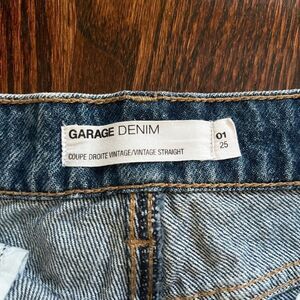 GARAGE DENIM
COUPE DROITE VINTAGE/VINTAGE STRAIGHT
01
25